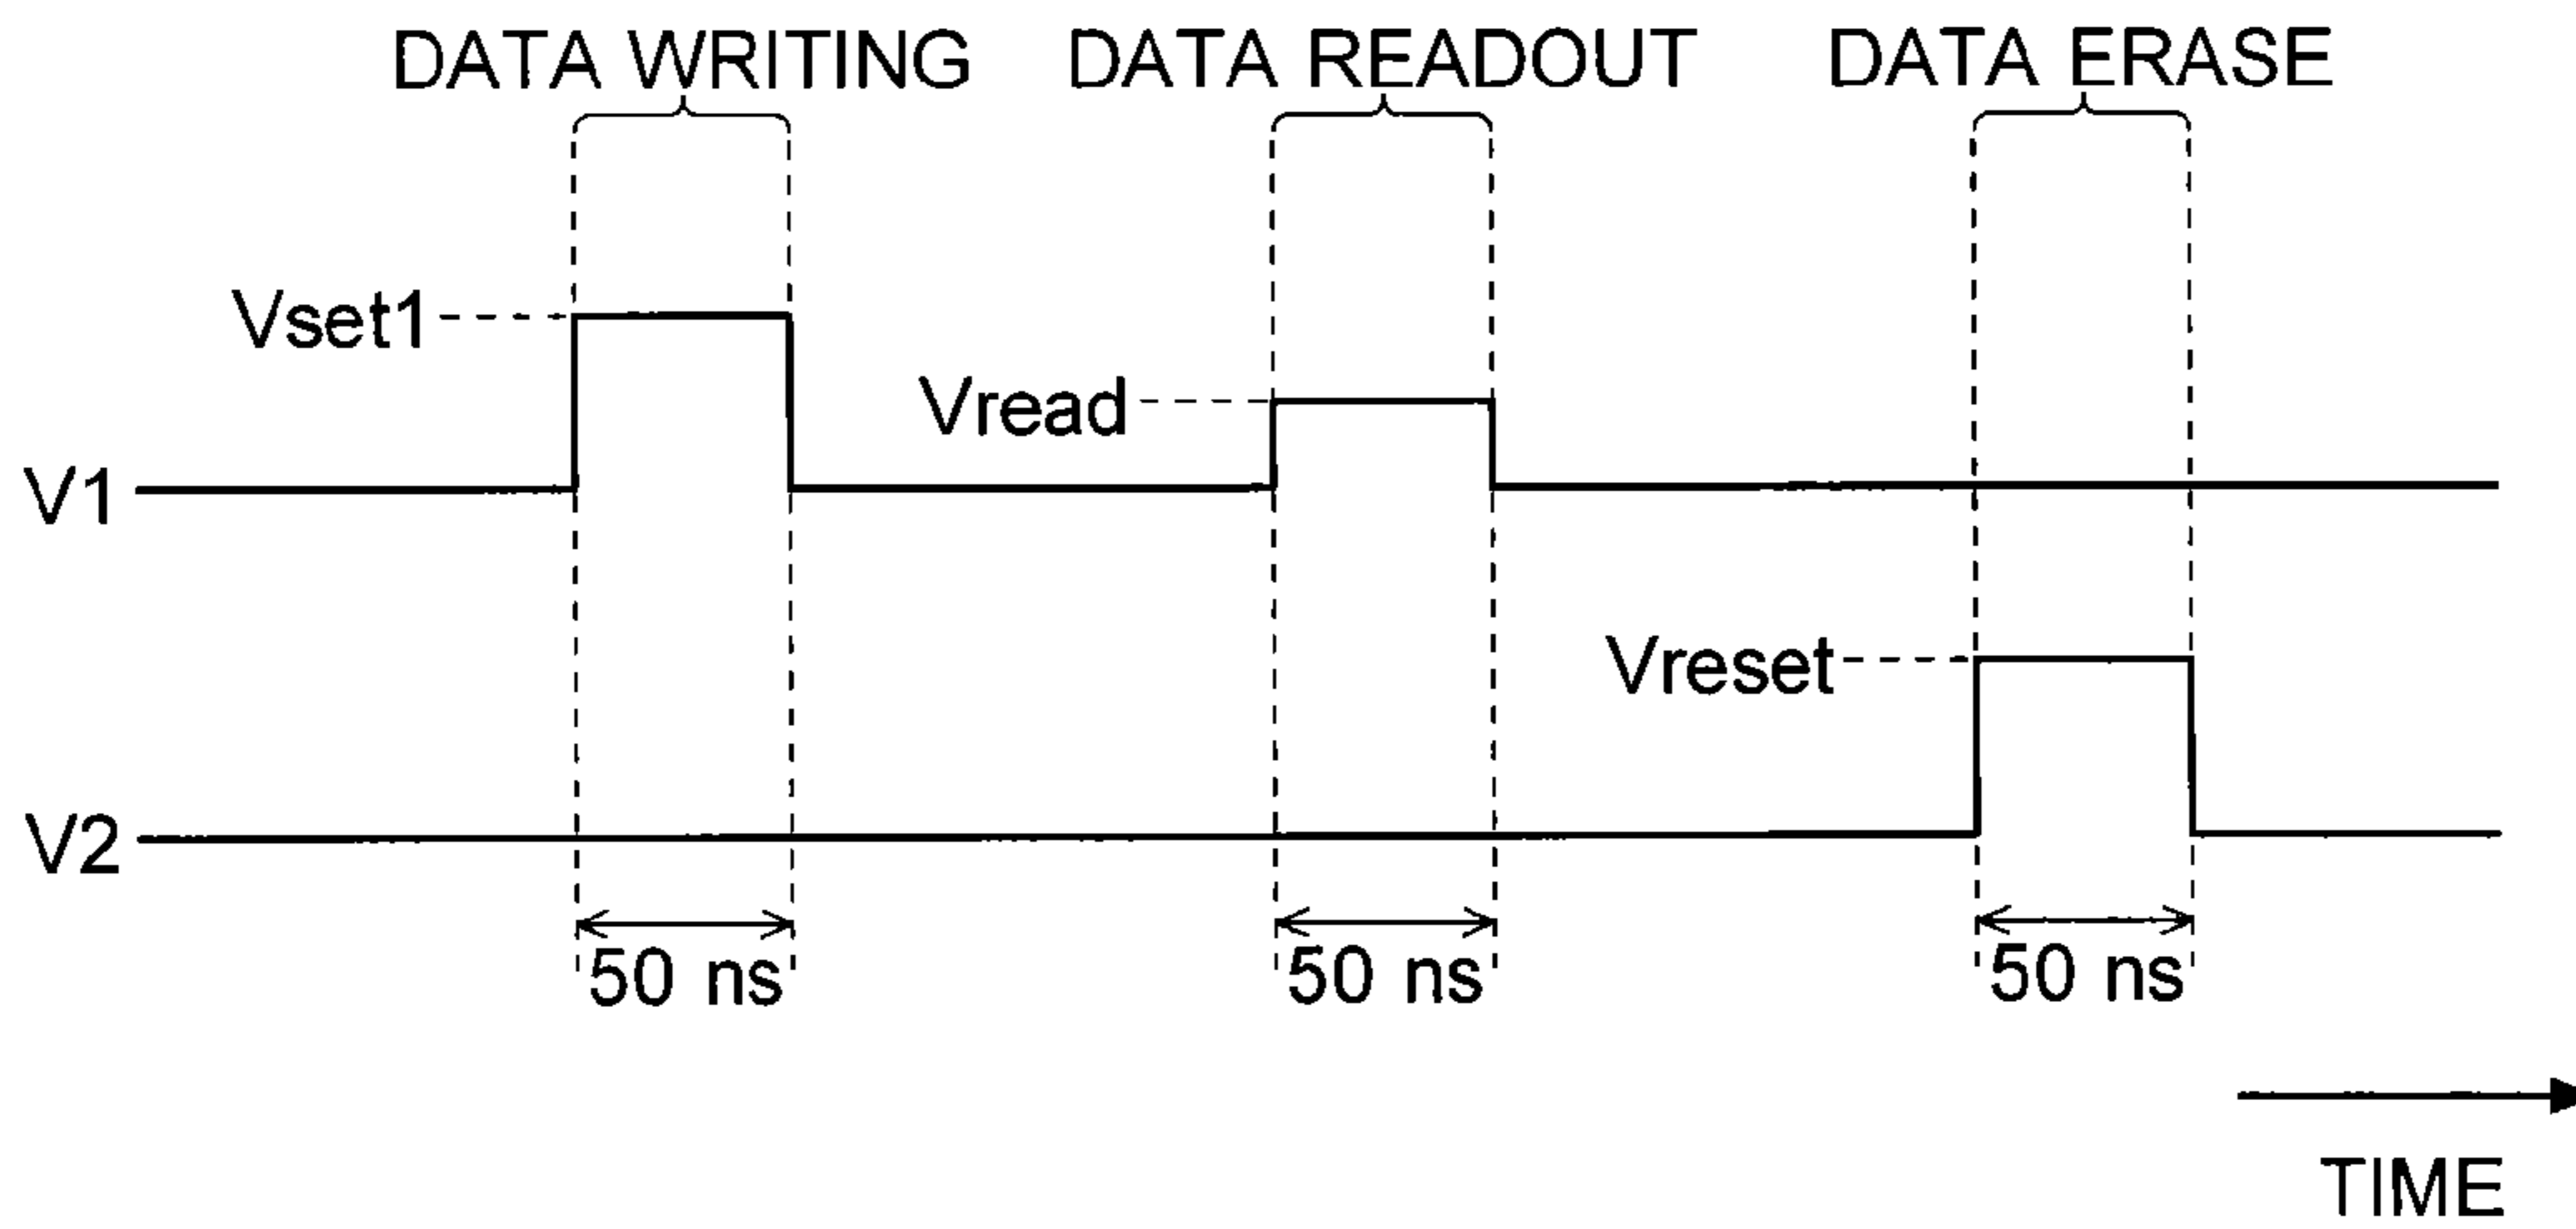 DATA WRITING DATA READOUT DATA ERASE
Vset1
Vread
V1
Vreset
V2
50 ns 50 ns 50 ns
TIME